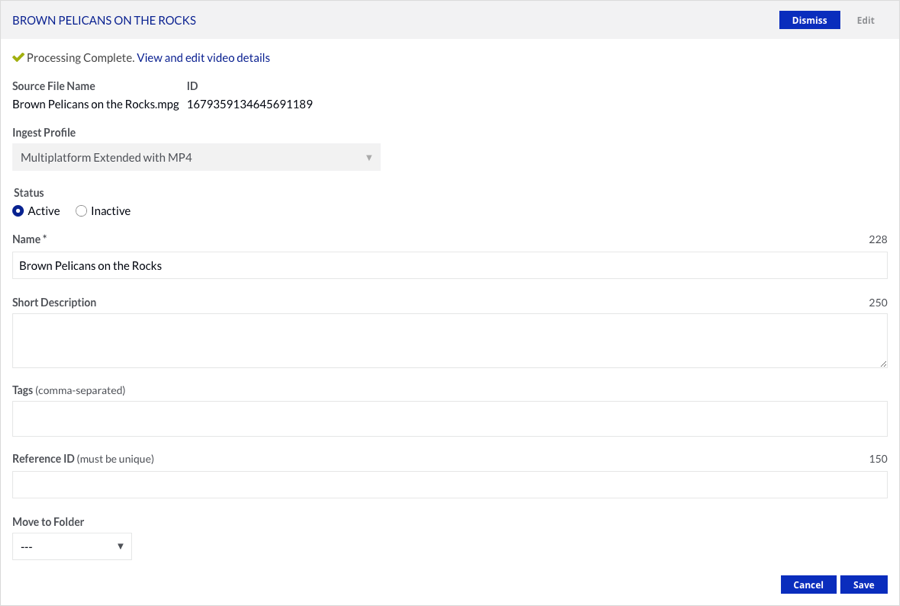 BROWN PELICANS ON THE ROCKS Dismiss Edit
Processing Complete. View and edit video details
Source File Name ID
Brown Pelicans on the Rocks.mpg 1679359134645691189
Ingest Profile
Multiplatform Extended with MP4
Status
Active Inactive
Name * 228
Brown Pelicans on the Rocks
Short Description 250
Tags (comma-separated)
Reference ID (must be unique) 150
Move to Folder
---
Cancel Save